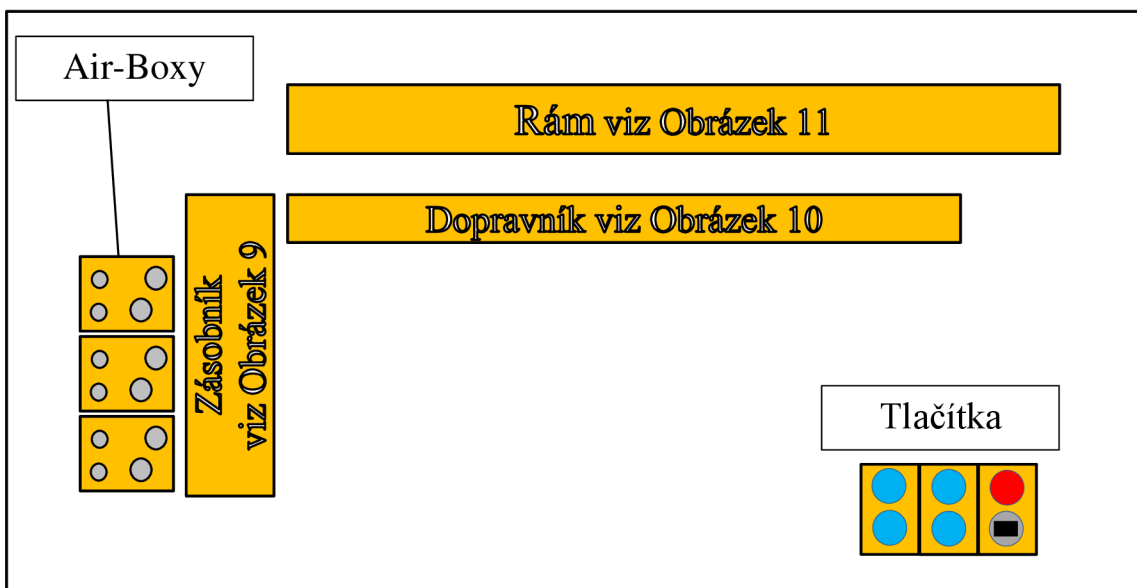 Air-Boxy
Rám viz Obrázek 11
Dopravník viz Obrázek 10
Zásobník
viz Obrázek 9
Tlačítka